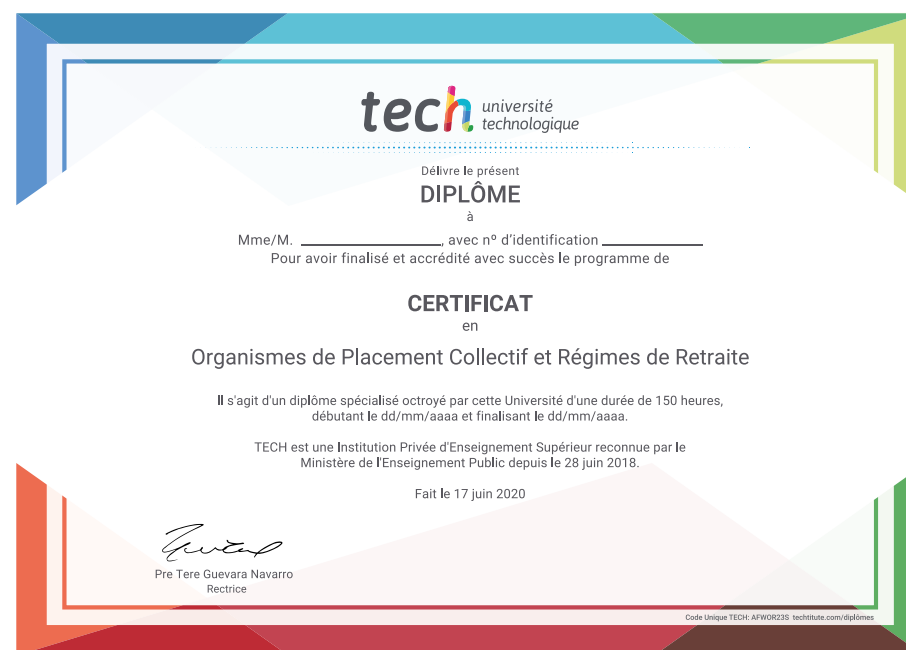 tech université
technologique
Délivre le présent
DIPLÔME
à
Mme/M. ____________________, avec nº d'identification ______________
Pour avoir finalisé et accrédité avec succès le programme de
CERTIFICAT
en
Organismes de Placement Collectif et Régimes de Retraite
Il s'agit d'un diplôme spécialisé octroyé par cette Université d'une durée de 150 heures,
débutant le dd/mm/aaaa et finalisant le dd/mm/aaaa.
TECH est une Institution Privée d'Enseignement Supérieur reconnue par le
Ministère de l'Enseignement Public depuis le 28 juin 2018.
Fait le 17 juin 2020
Pre Tere Guevara Navarro
Rectrice
Code Unique TECH: AFWOR23S techtitute.com/diplômes